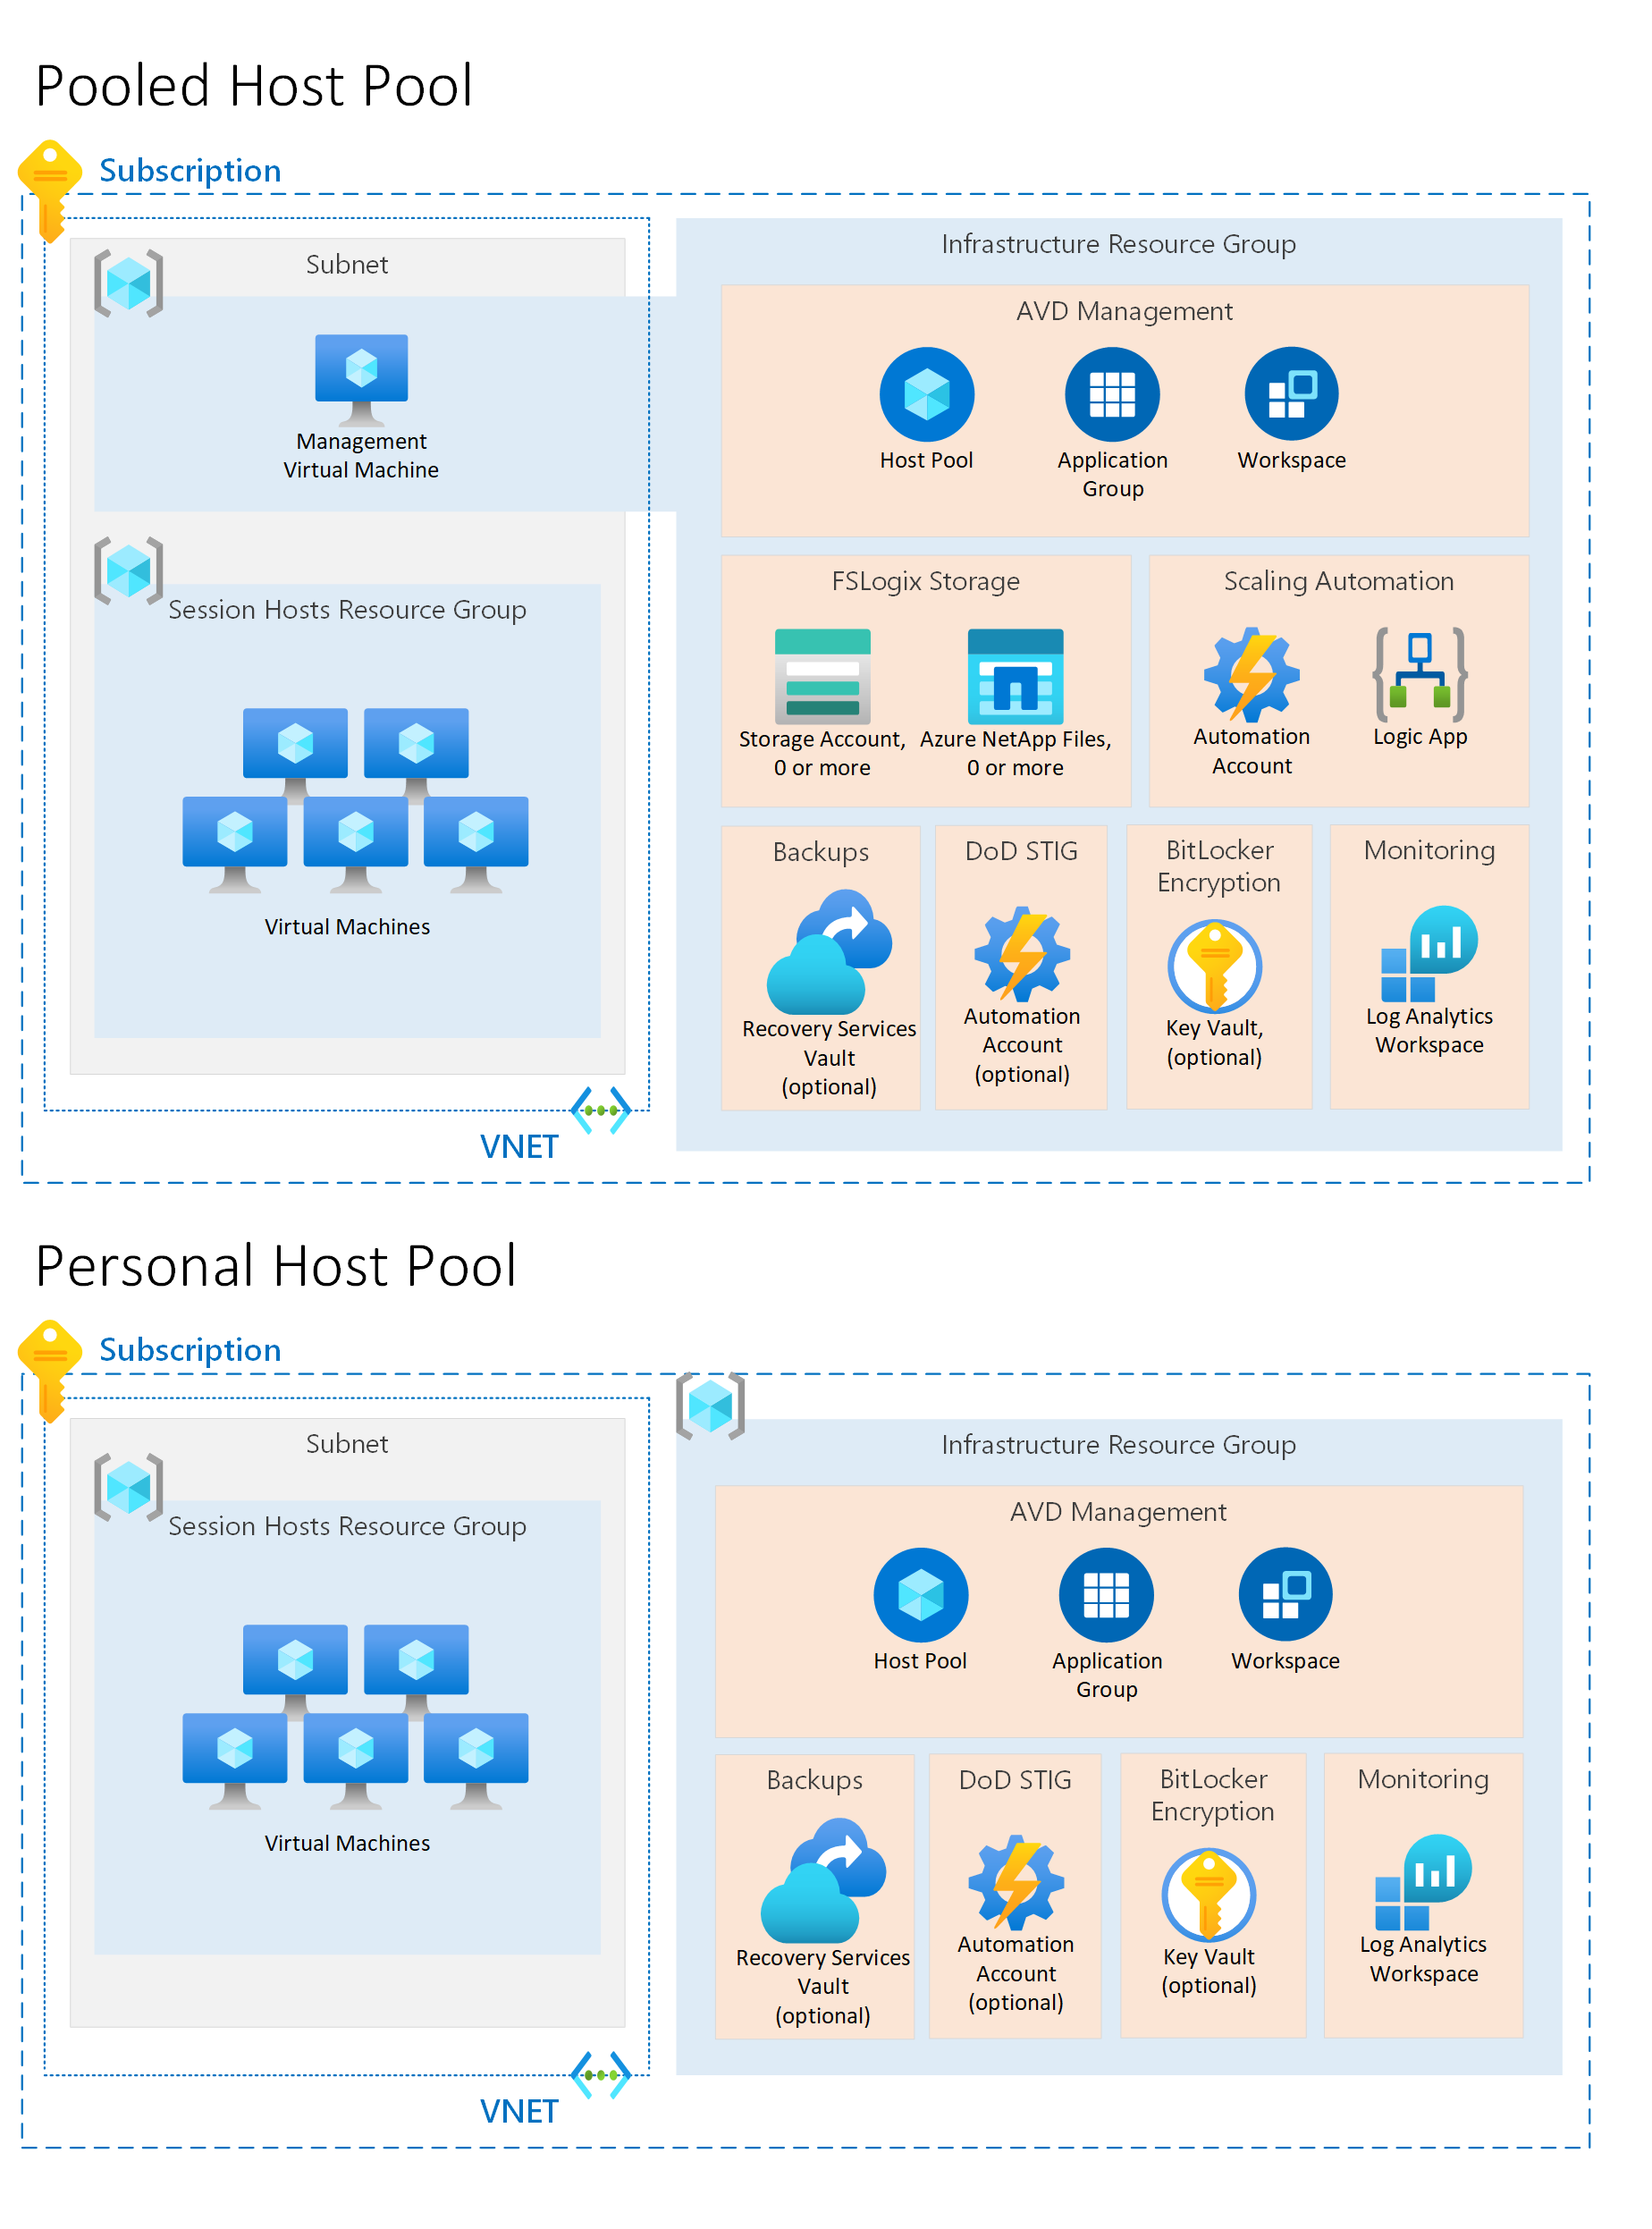 Pooled Host Pool
Subscription
Subnet
Management
Virtual Machine
Session Hosts Resource Group
Virtual Machines
VNET
Infrastructure Resource Group
AVD Management
Host Pool
Application
Group
Workspace
FSLogix Storage
Storage Account,
0 or more
Azure NetApp Files,
0 or more
Scaling Automation
Automation
Account
Logic App
Backups
Recovery Services
Vault
(optional)
DoD STIG
Automation
Account
(optional)
BitLocker
Encryption
Key Vault,
(optional)
Monitoring
Log Analytics
Workspace
Personal Host Pool
Subscription
Subnet
Session Hosts Resource Group
Virtual Machines
VNET
Infrastructure Resource Group
AVD Management
Host Pool
Application
Group
Workspace
Backups
Recovery Services
Vault
(optional)
DoD STIG
Automation
Account
(optional)
BitLocker
Encryption
Key Vault
(optional)
Monitoring
Log Analytics
Workspace